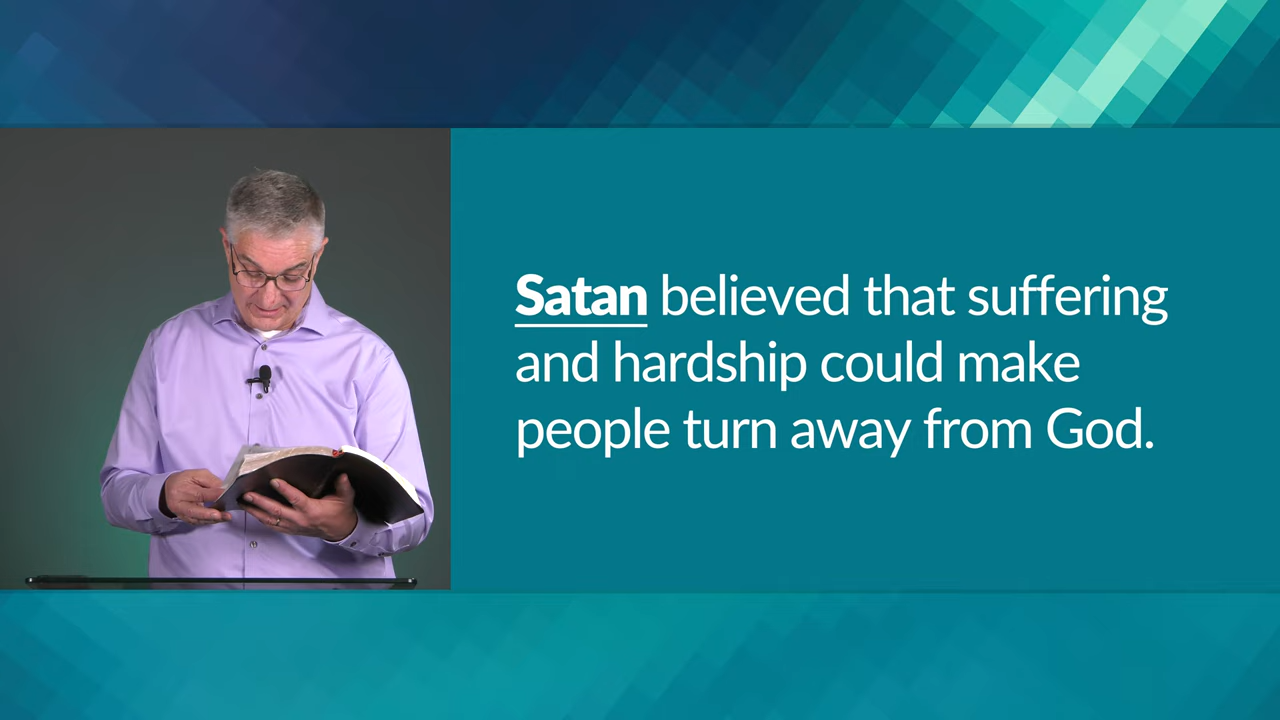 Satan believed that suffering
and hardship could make
people turn away from God.